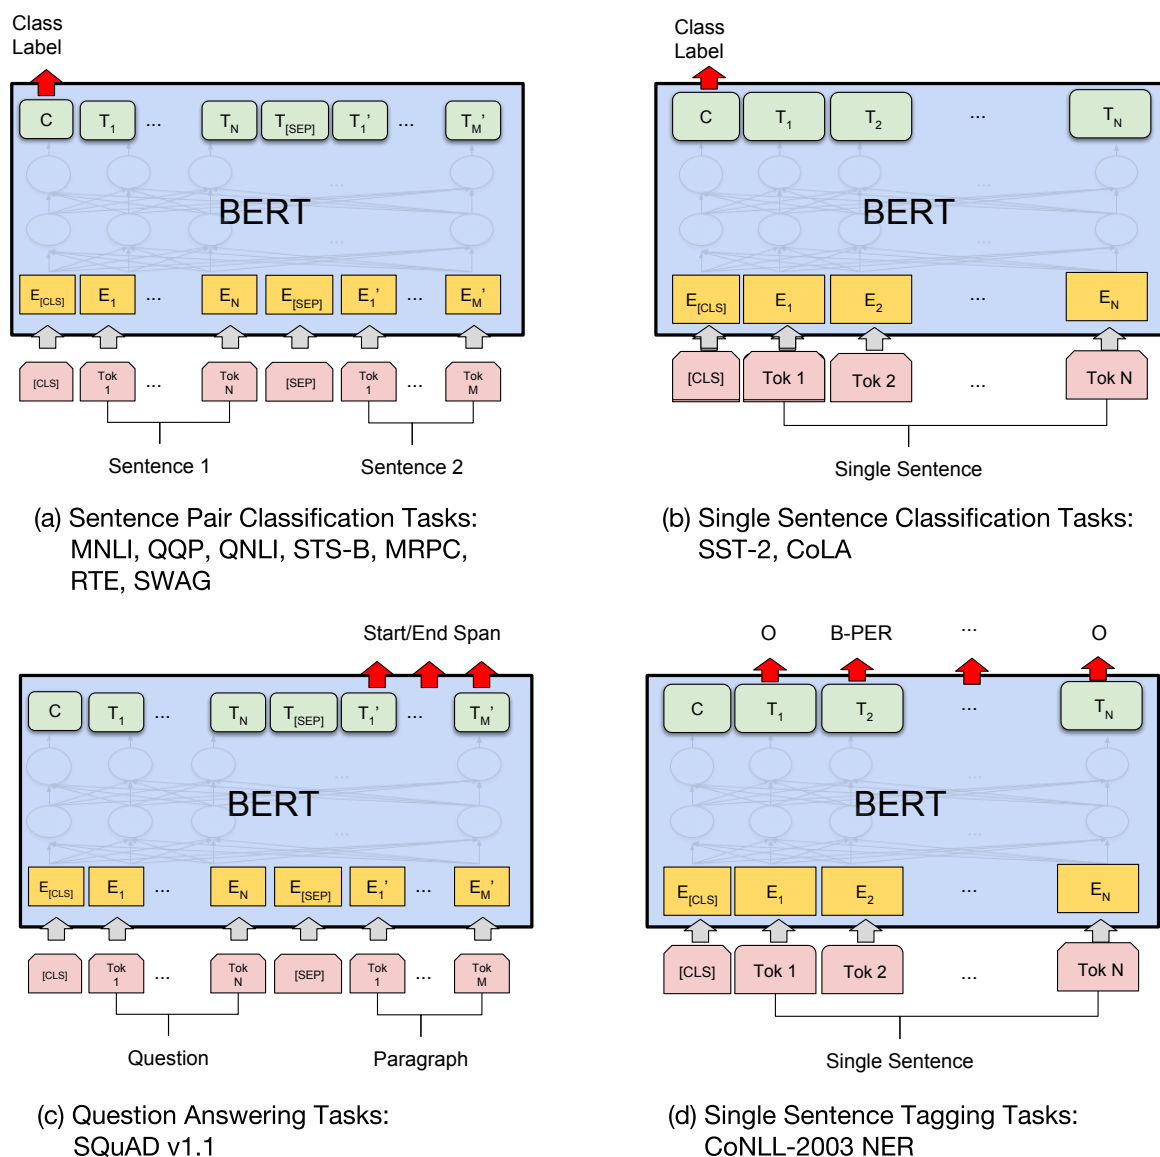 Class
Label
C T1 ... TN T[SEP] T1' ... TM'
...
BERT
...
E[CLS] E1 ... EN E[SEP] E1' ... EM'
[CLS] Tok 1 ... Tok N [SEP] Tok 1 ... Tok M
Sentence 1 Sentence 2
(a) Sentence Pair Classification Tasks:
MNLI, QQP, QNLI, STS-B, MRPC,
RTE, SWAG
Class
Label
C T1 T2 ... TN
...
BERT
...
E[CLS] E1 E2 ... EN
[CLS] Tok 1 Tok 2 ... Tok N
Single Sentence
(b) Single Sentence Classification Tasks:
SST-2, CoLA
Start/End Span
C T1 ... TN T[SEP] T1' ... TM'
...
BERT
...
E[CLS] E1 ... EN E[SEP] E1' ... EM'
[CLS] Tok 1 ... Tok N [SEP] Tok 1 ... Tok M
Question Paragraph
(c) Question Answering Tasks:
SQuAD v1.1
O B-PER ... O
C T1 T2 ... TN
...
BERT
...
E[CLS] E1 E2 ... EN
[CLS] Tok 1 Tok 2 ... Tok N
Single Sentence
(d) Single Sentence Tagging Tasks:
CoNLL-2003 NER